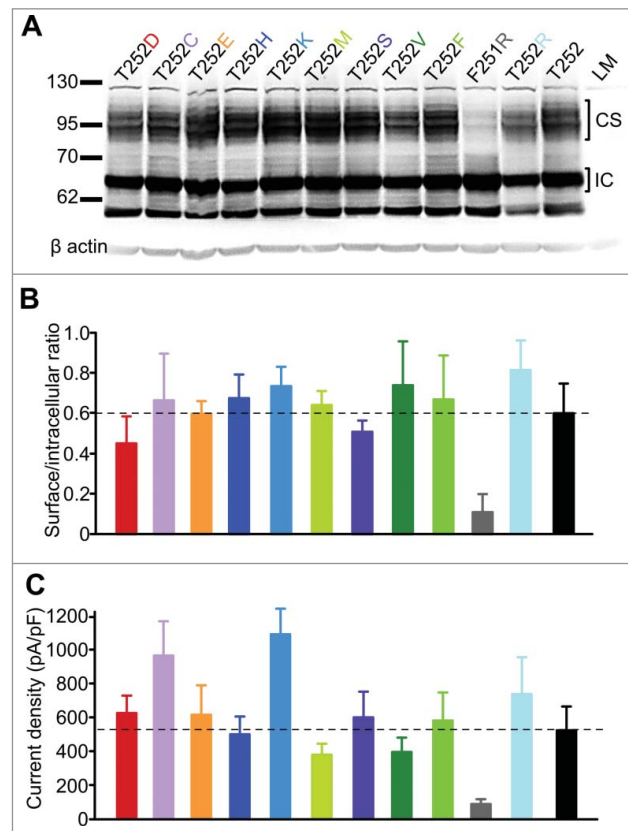 A
T252D T252C T252E T252H T252K T252M T252S T252V T252F F251R T252R T252 LM
130
95
CS
70
IC
62
β actin
B
Surface/intracellular ratio
1.0
0.8
0.6
0.4
0.2
0
C
Current density (pA/pF)
1200
1000
800
600
400
200
0